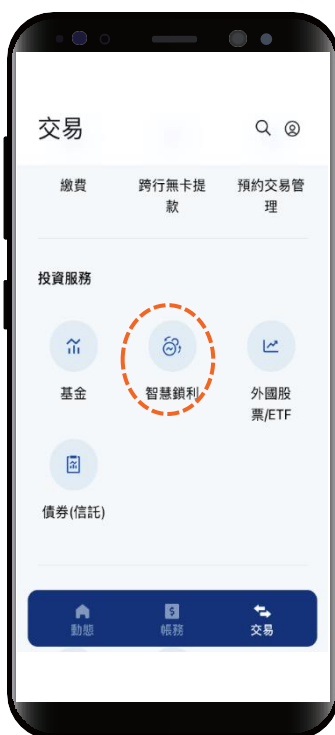 交易
繳費 跨行無卡提 預約交易管
款 理
投資服務
基金 智慧鎖利 外國股
票/ETF
債券(信託)
動態 帳務 交易